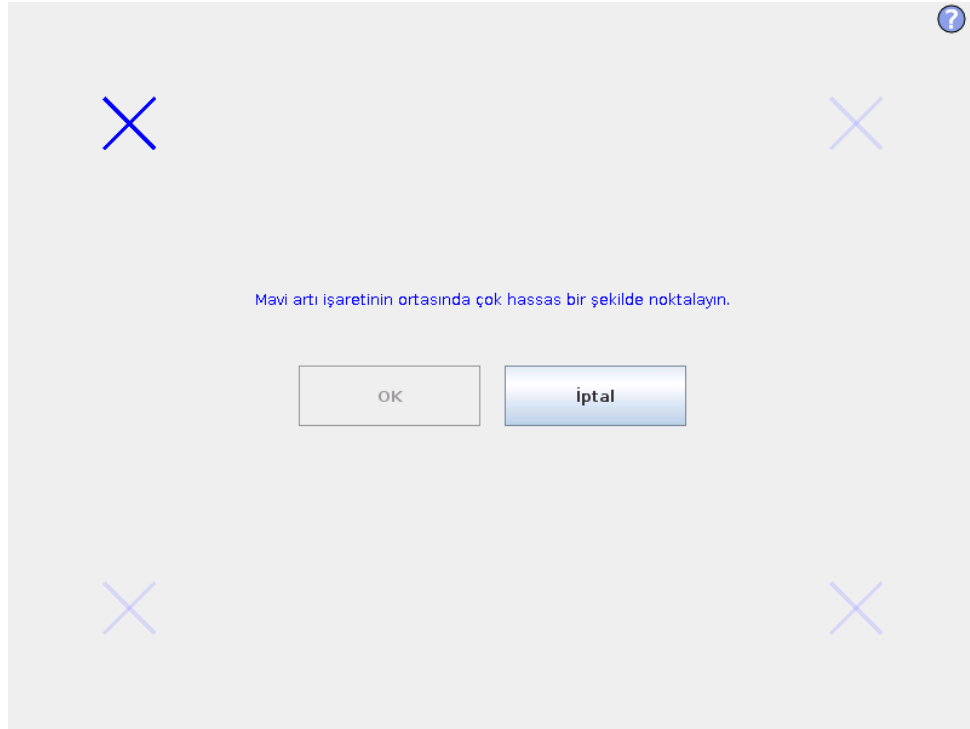 ?
Mavi artı işaretinin ortasında çok hassas bir şekilde noktalayın.
OK
İptal